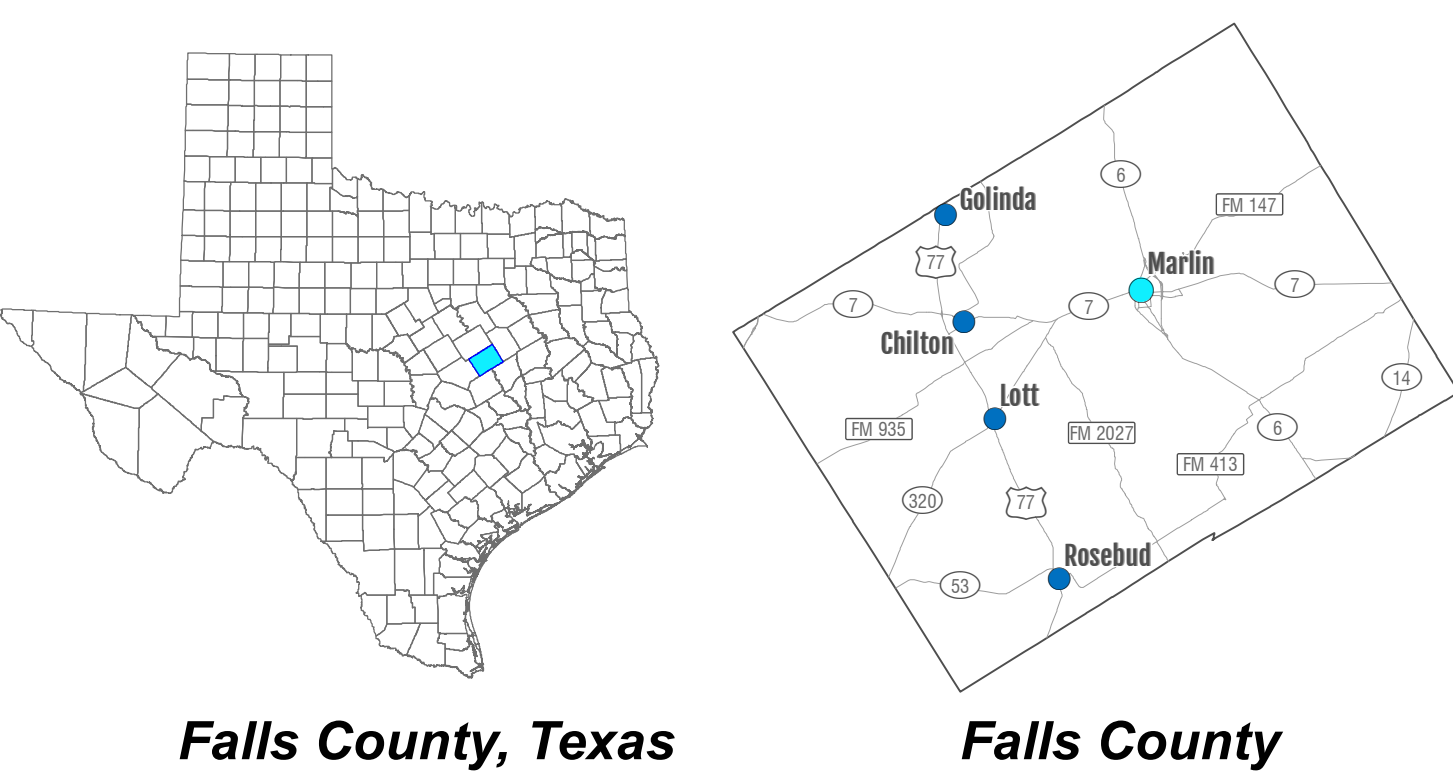 6
FM 147
Golinda
77
Marlin
7
7
7
Chilton
14
Lott
FM 935
FM 2027
6
FM 413
320
77
Rosebud
53
Falls County, Texas
Falls County